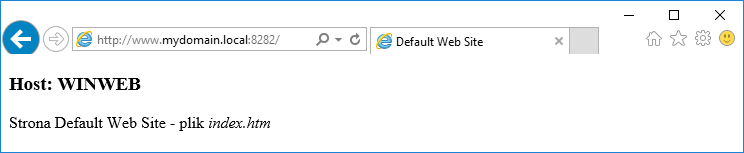 http://www.mydomain.local:8282/
Default Web Site
Host: WINWEB
Strona Default Web Site - plik index.htm